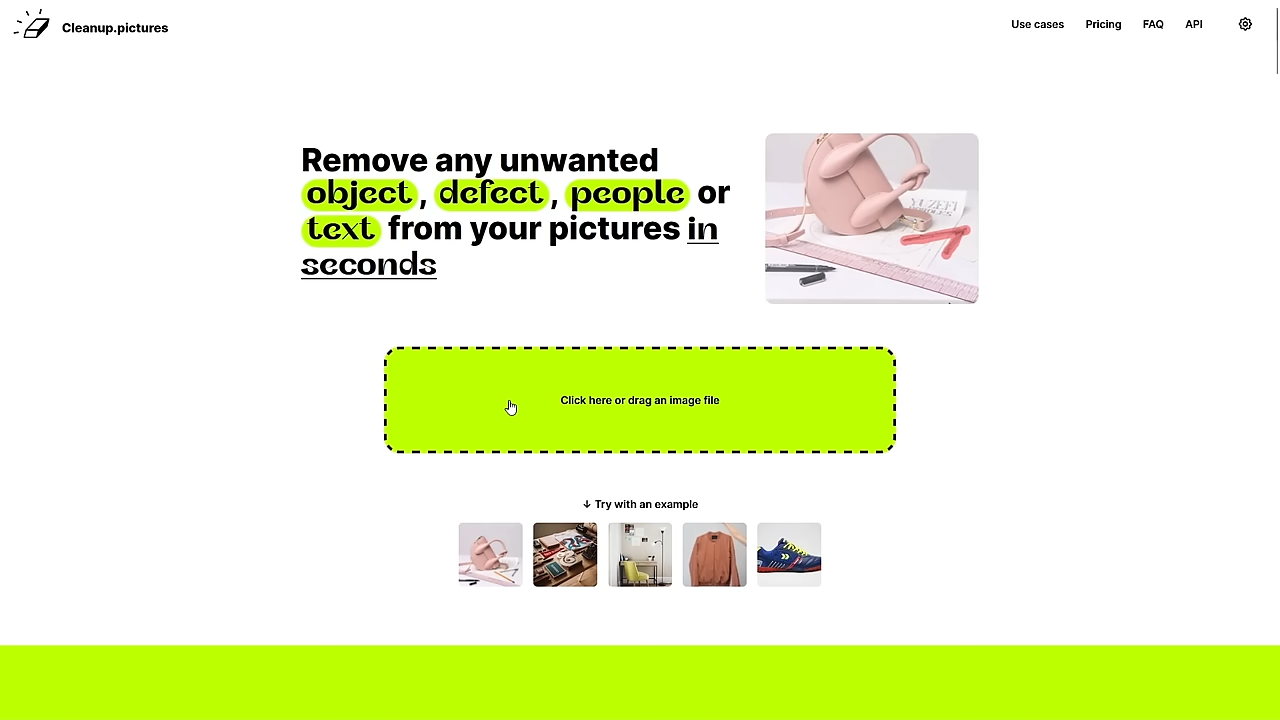 Cleanup.pictures
Use cases Pricing FAQ API
Remove any unwanted
object, defect, people or
text from your pictures in
seconds
Click here or drag an image file
↓ Try with an example